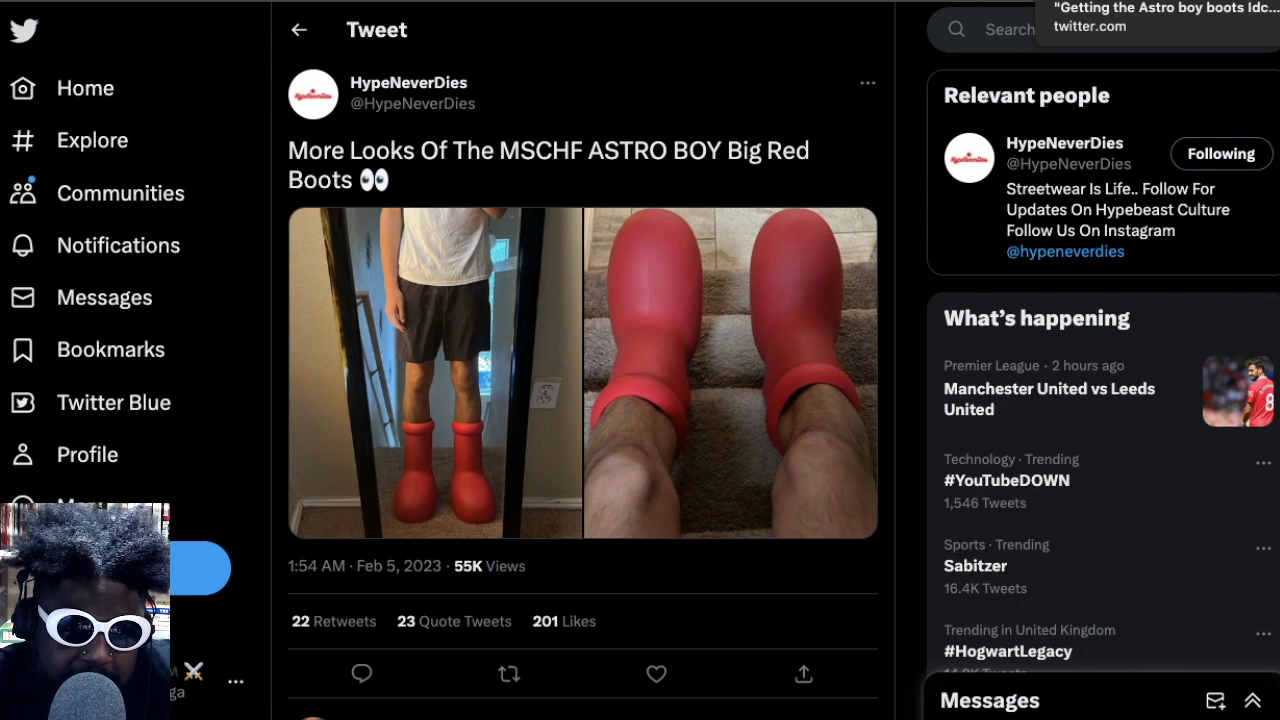 "Getting the Astro boy boots Idc...
twitter.com
Home
Explore
Communities
Notifications
Messages
Bookmarks
Twitter Blue
Profile
Tweet
HypeNeverDies
@HypeNeverDies
More Looks Of The MSCHF ASTRO BOY Big Red
Boots 👀
1:54 AM · Feb 5, 2023 · 55K Views
22 Retweets 23 Quote Tweets 201 Likes
Search
Relevant people
HypeNeverDies
@HypeNeverDies
Following
Streetwear Is Life.. Follow For
Updates On Hypebeast Culture
Follow Us On Instagram
@hypeneverdies
What's happening
Premier League · 2 hours ago
Manchester United vs Leeds
United
Technology · Trending
#YouTubeDOWN
1,546 Tweets
Sports · Trending
Sabitzer
16.4K Tweets
Trending in United Kingdom
#HogwartLegacy
Messages